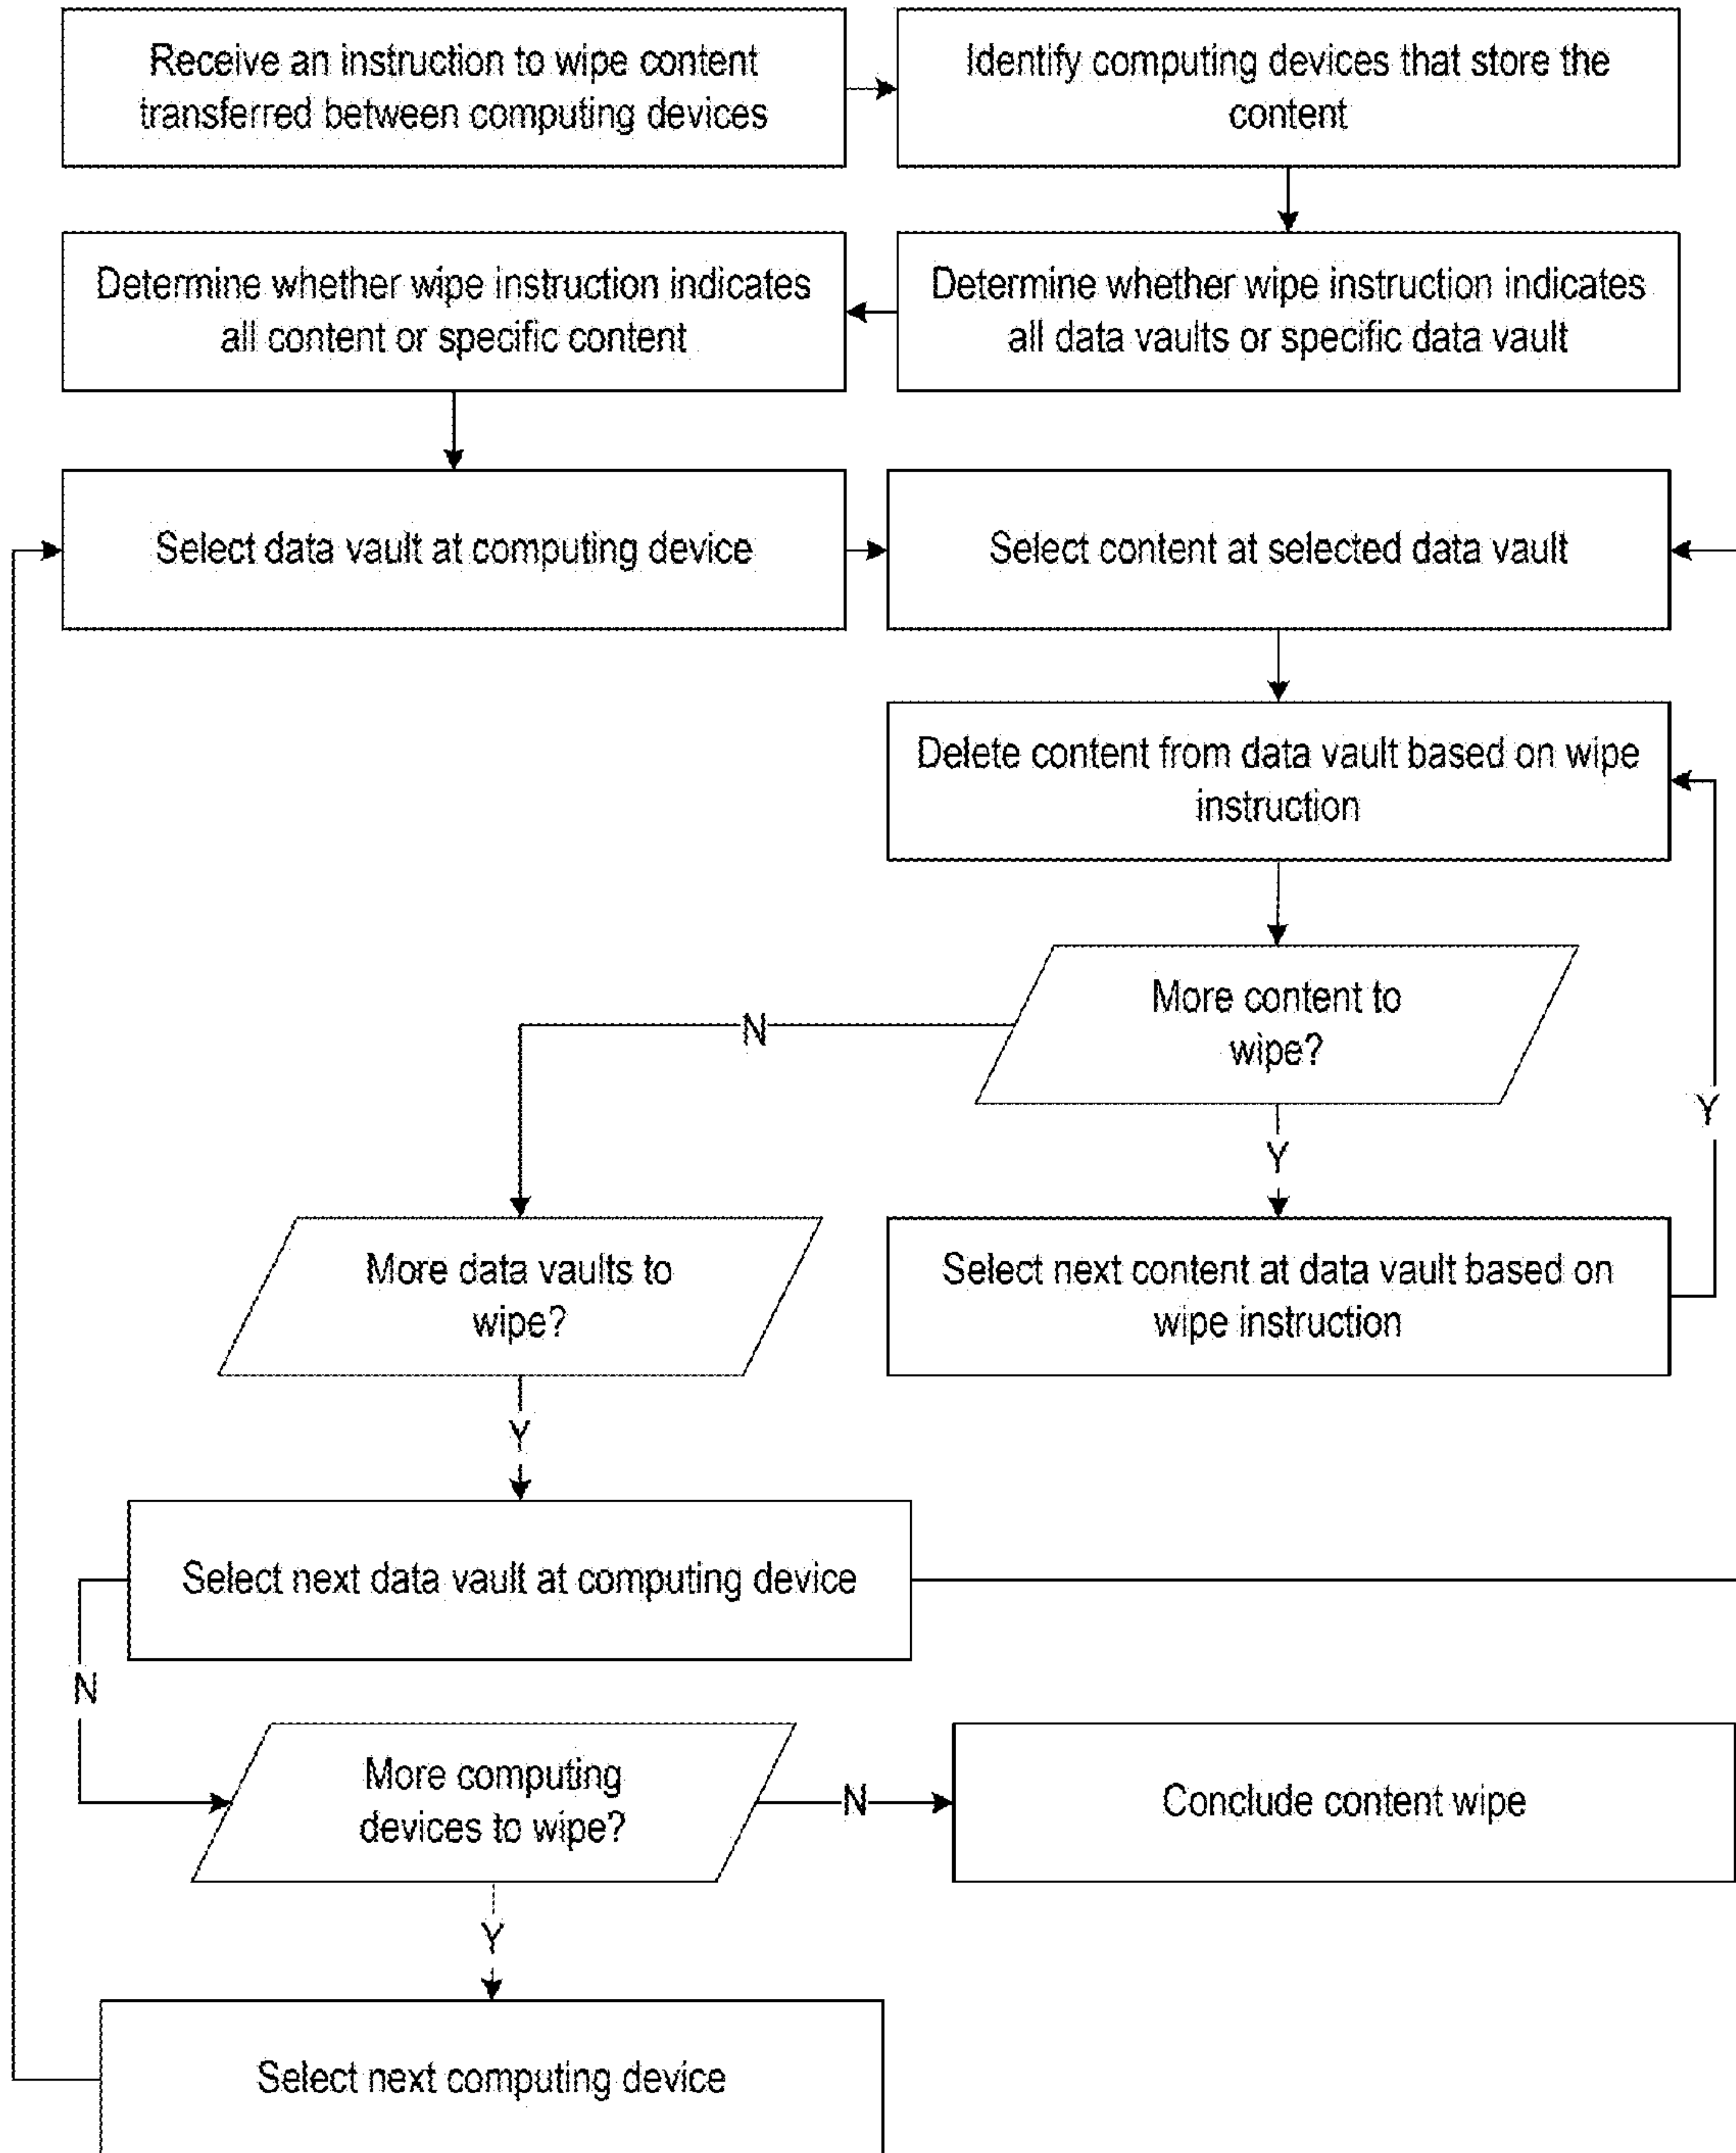 Receive an instruction to wipe content
transferred between computing devices
Identify computing devices that store the
content
Determine whether wipe instruction indicates
all data vaults or specific data vault
Determine whether wipe instruction indicates
all content or specific content
Select data vault at computing device
Select content at selected data vault
Delete content from data vault based on wipe
instruction
More content to
wipe?
N
Y
Y
Select next content at data vault based on
wipe instruction
More data vaults to
wipe?
Y
Select next data vault at computing device
N
More computing
devices to wipe?
N
Conclude content wipe
Y
Select next computing device